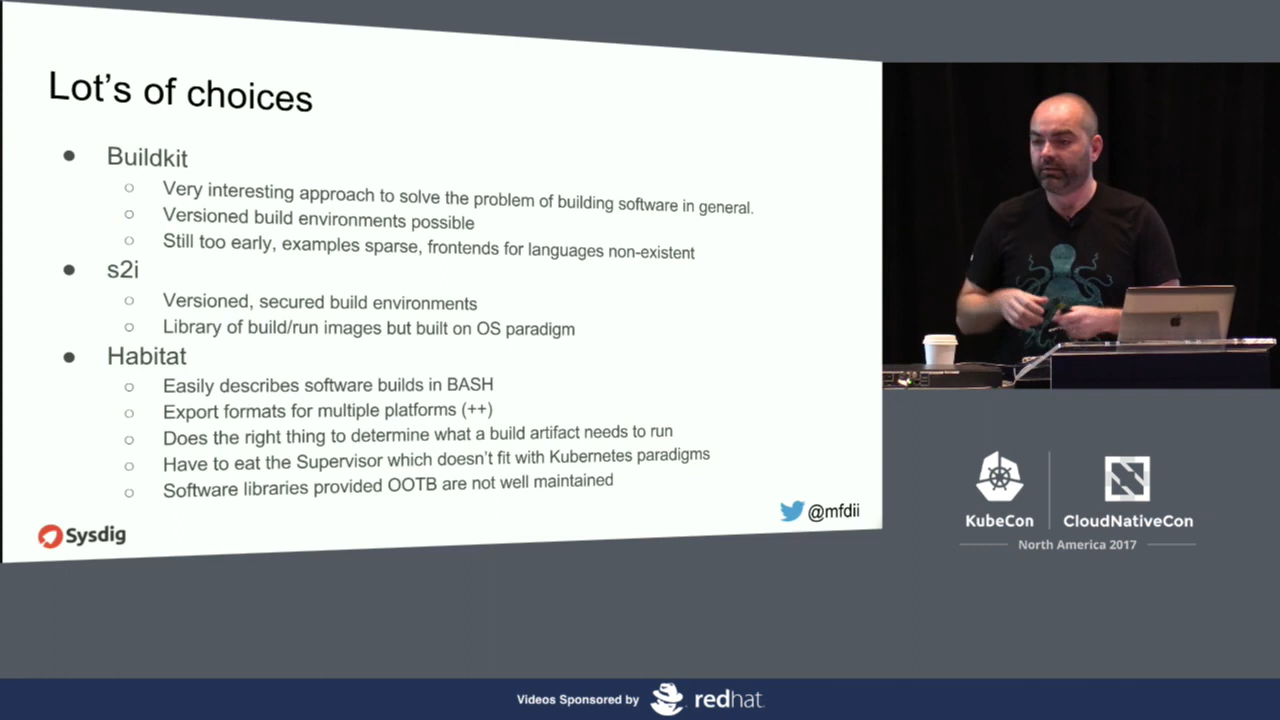 Lot's of choices
● Buildkit
○ Very interesting approach to solve the problem of building software in general.
○ Versioned build environments possible
○ Still too early, examples sparse, frontends for languages non-existent
● s2i
○ Versioned, secured build environments
○ Library of build/run images but built on OS paradigm
● Habitat
○ Easily describes software builds in BASH
○ Export formats for multiple platforms (++)
○ Does the right thing to determine what a build artifact needs to run
○ Have to eat the Supervisor which doesn't fit with Kubernetes paradigms
○ Software libraries provided OOTB are not well maintained
Sysdig
@mfdii
KubeCon
CloudNativeCon
North America 2017
Videos Sponsored by redhat.